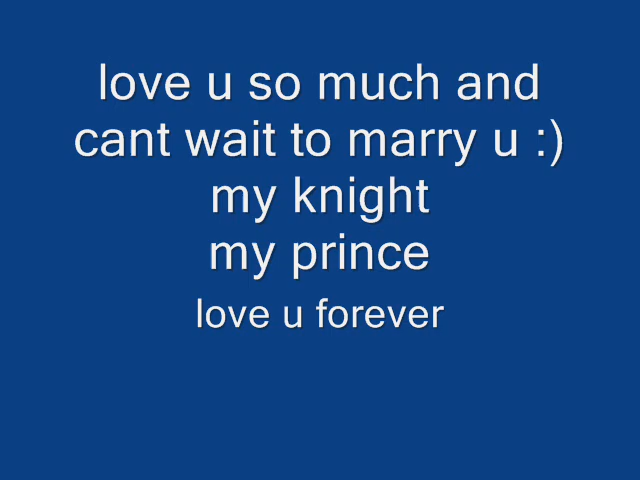 love u so much and
cant wait to marry u :)
my knight
my prince
love u forever